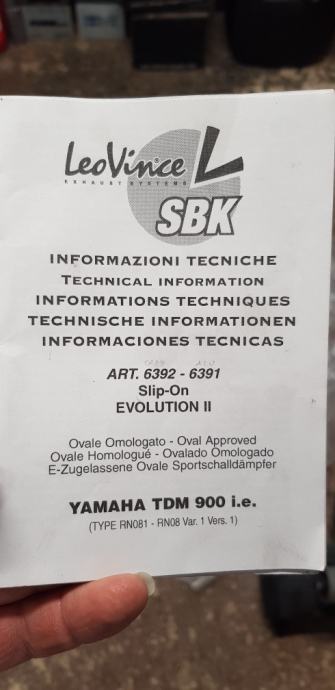 LeoVince
EXHAUST SYSTEMS
SBK
INFORMAZIONI TECNICHE
TECHNICAL INFORMATION
INFORMATIONS TECHNIQUES
TECHNISCHE INFORMATIONEN
INFORMACIONES TECNICAS
ART. 6392 - 6391
Slip-On
EVOLUTION II
Ovale Omologato - Oval Approved
Ovale Homologué - Ovalado Omologado
E-Zugelassene Ovale Sportschalldämpfer
YAMAHA TDM 900 i.e.
(TYPE RN081 - RN08 Var. 1 Vers. 1)